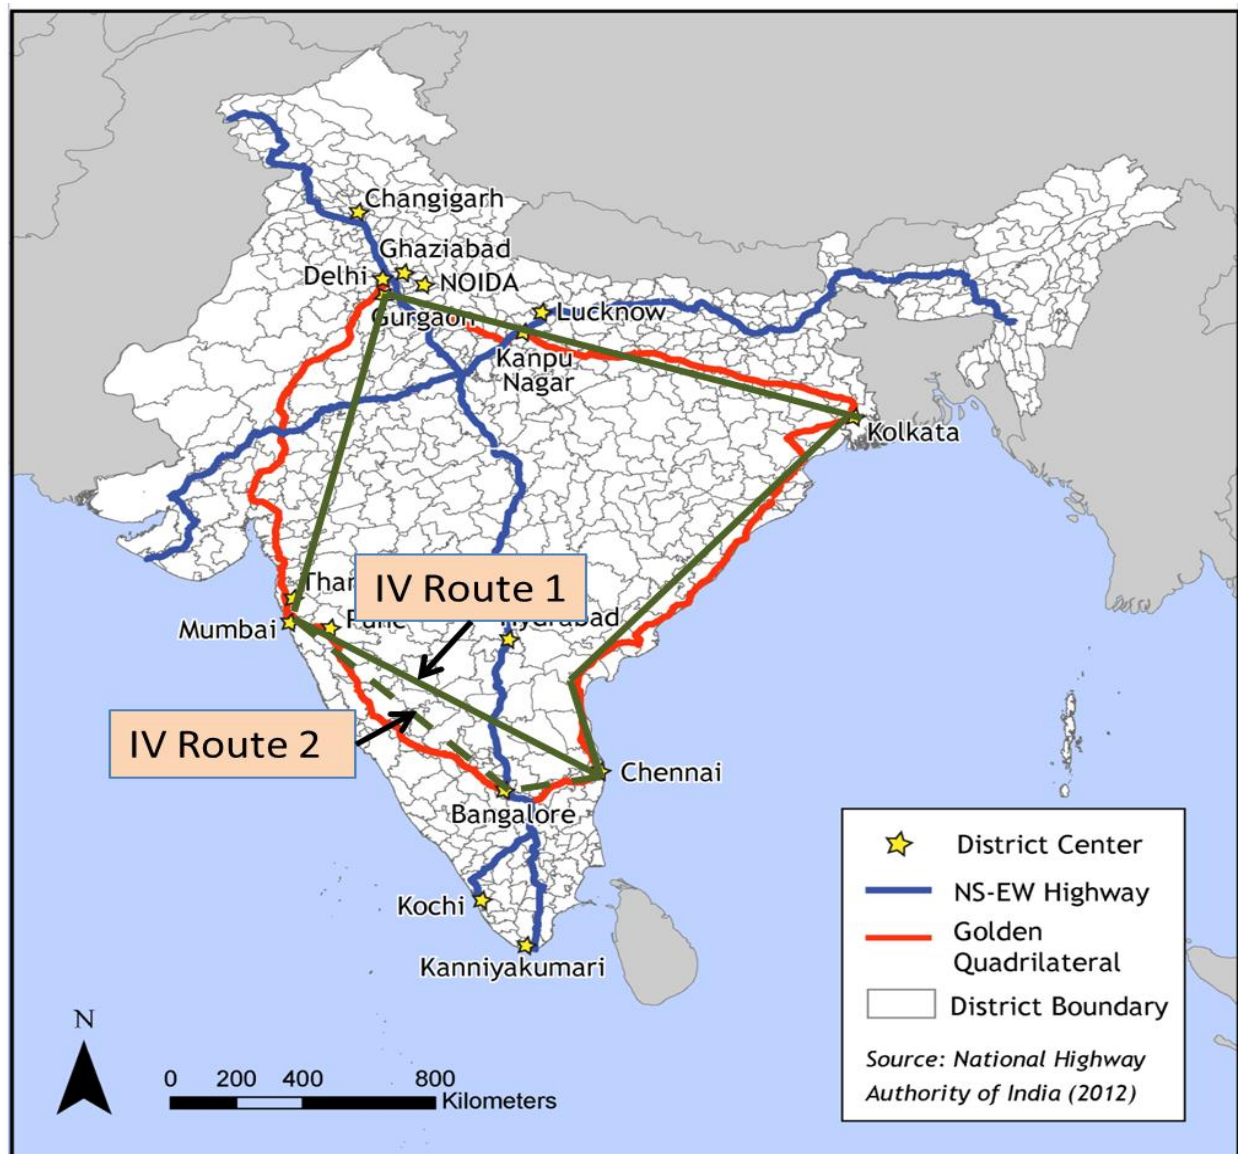 Changigarh
Ghaziabad
Delhi
NOIDA
Gurgaon
Lucknow
Kanpu
Nagar
Kolkata
IV Route 1
Mumbai
Pune
Hydrabad
IV Route 2
Chennai
Bangalore
Kochi
Kanniyakumari
District Center
NS-EW Highway
Golden
Quadrilateral
District Boundary
Source: National Highway
Authority of India (2012)
N
0 200 400 800
Kilometers